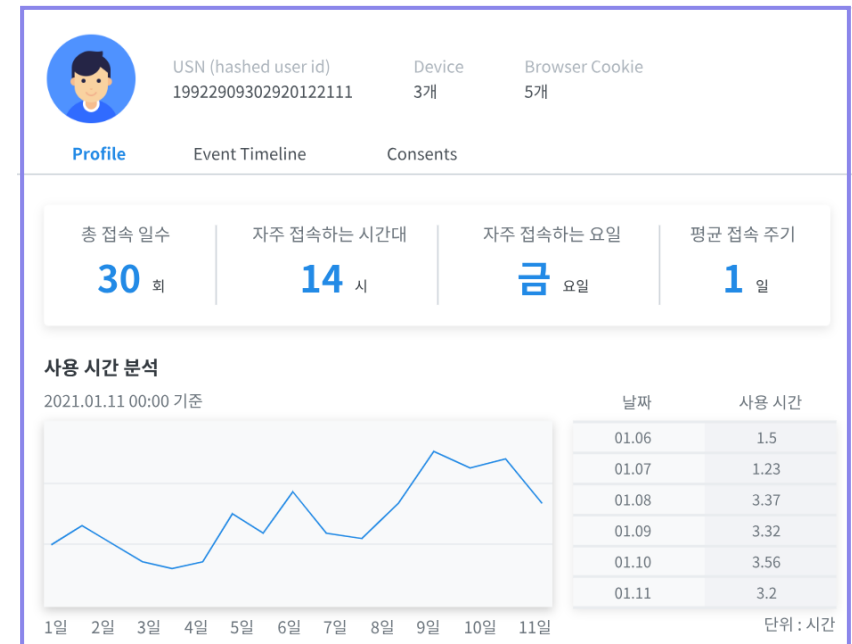 USN (hashed user id) Device Browser Cookie
19922909302920122111 3개 5개
Profile Event Timeline Consents
총 접속 일수 자주 접속하는 시간대 자주 접속하는 요일 평균 접속 주기
30 회 14 시 금 요일 1 일
사용 시간 분석
2021.01.11 00:00 기준
날짜 사용 시간
01.06 1.5
01.07 1.23
01.08 3.37
01.09 3.32
01.10 3.56
01.11 3.2
1일 2일 3일 4일 5일 6일 7일 8일 9일 10일 11일
단위 : 시간